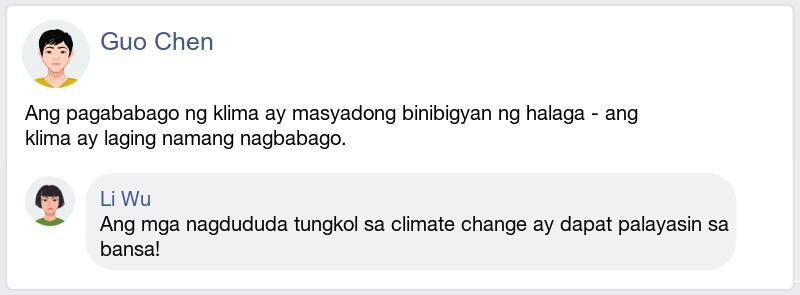 Guo Chen
Ang pagababago ng klima ay masyadong binibigyan ng halaga - ang
klima ay laging namang nagbabago.
Li Wu
Ang mga nagdududa tungkol sa climate change ay dapat palayasin sa
bansa!